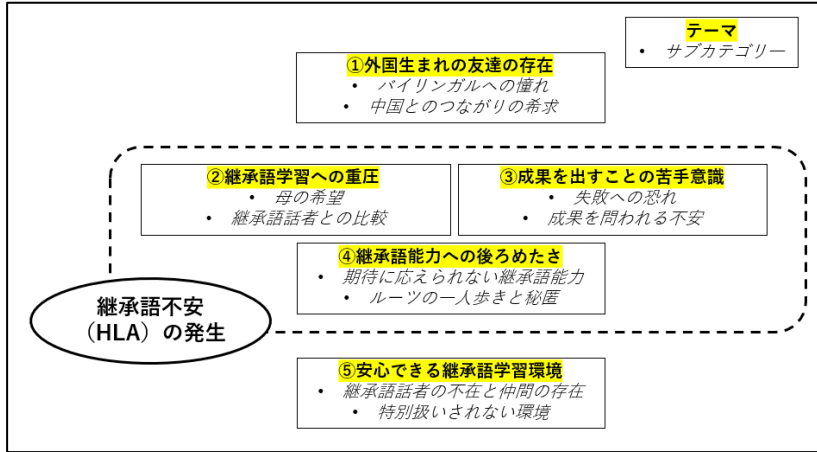 テーマ
• サブカテゴリー
①外国生まれの友達の存在
• バイリンガルへの憧れ
• 中国とのつながりの希求
②継承語学習への重圧
• 母の希望
• 継承語話者との比較
③成果を出すことの苦手意識
• 失敗への恐れ
• 成果を問われる不安
④継承語能力への後ろめたさ
• 期待に応えられない継承語能力
• ルーツの一人歩きと秘匿
継承語不安
（HLA）の発生
⑤安心できる継承語学習環境
• 継承語話者の不在と仲間の存在
• 特別扱いされない環境